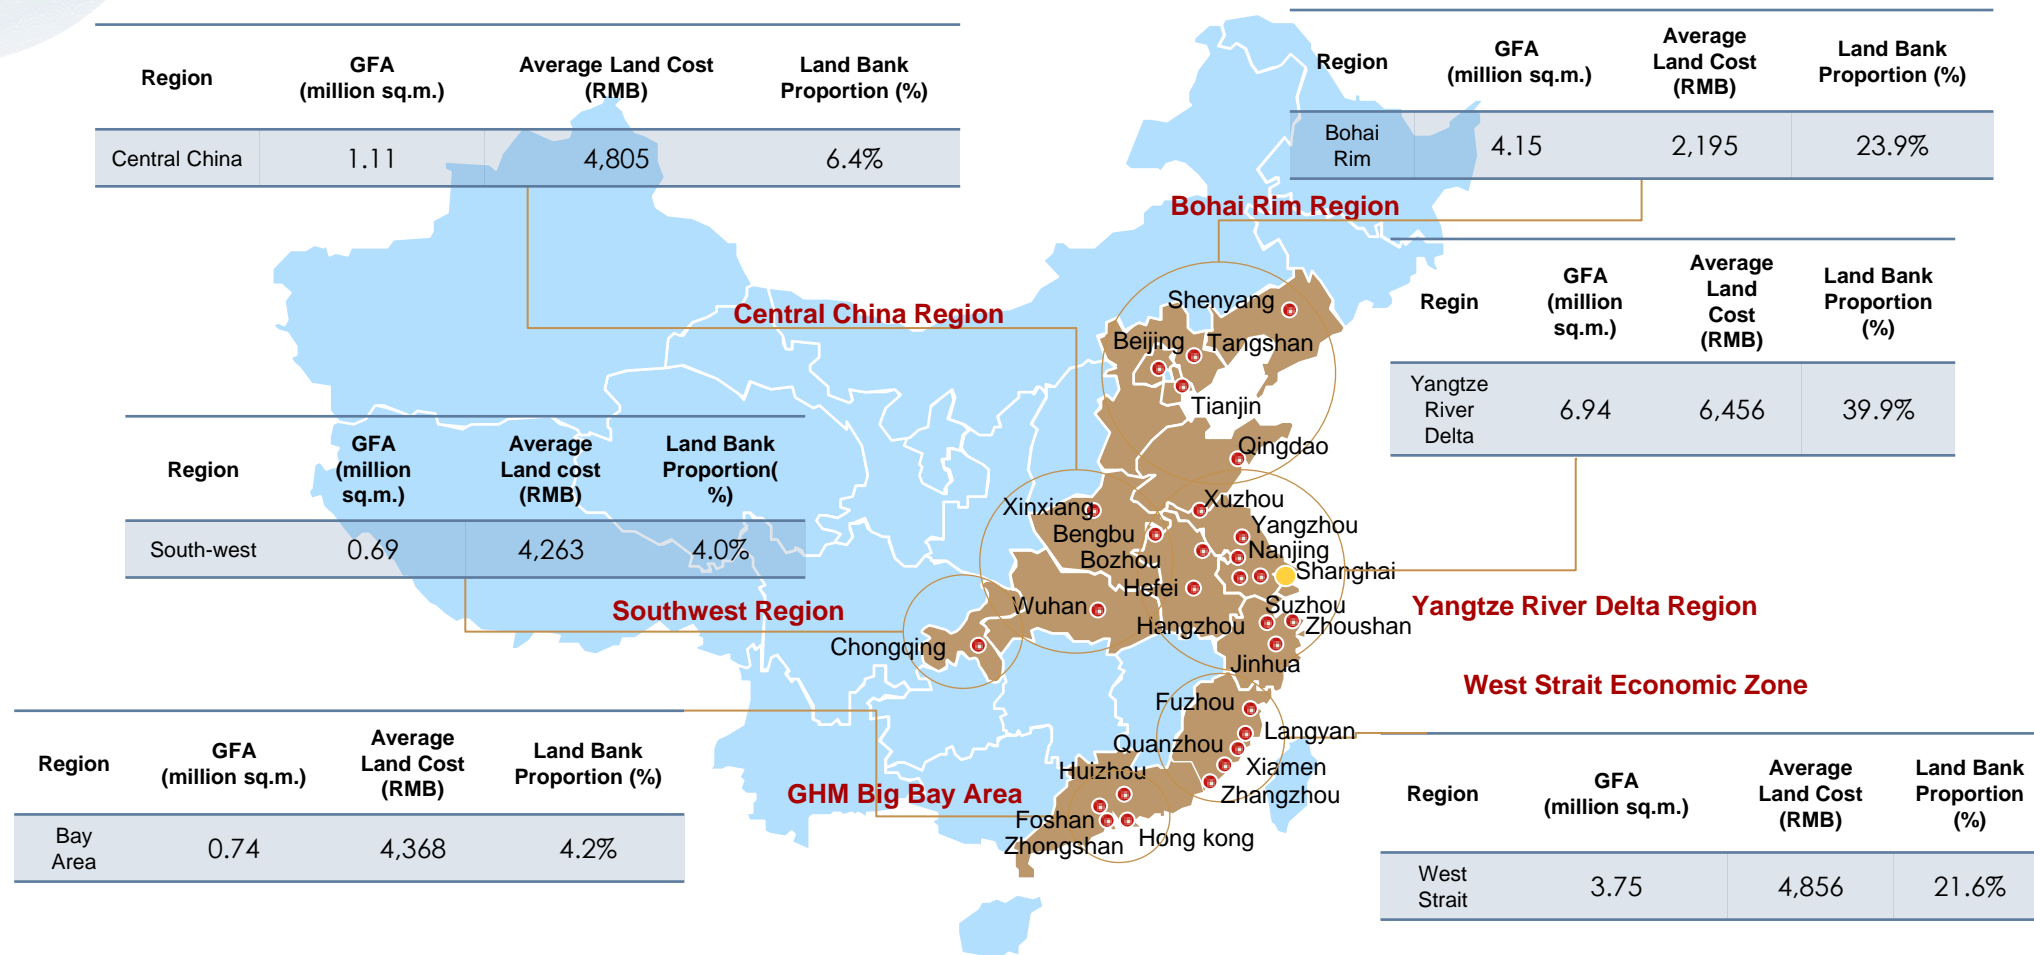 Region
GFA
(million sq.m.)
Average Land Cost
(RMB)
Land Bank
Proportion (%)
Central China
1.11
4,805
6.4%
Region
GFA
(million sq.m.)
Average
Land Cost
(RMB)
Land Bank
Proportion (%)
Bohai
Rim
4.15
2,195
23.9%
Bohai Rim Region
Regin
GFA
(million
sq.m.)
Average
Land
Cost
(RMB)
Land Bank
Proportion
(%)
Yangtze
River
Delta
6.94
6,456
39.9%
Central China Region
Shenyang
Beijing
Tangshan
Tianjin
Qingdao
Region
GFA
(million
sq.m.)
Average
Land cost
(RMB)
Land Bank
Proportion(
%)
South-west
0.69
4,263
4.0%
Xinxiang
Xuzhou
Bengbu
Yangzhou
Bozhou
Nanjing
Shanghai
Hefei
Wuhan
Suzhou
Hangzhou
Zhoushan
Jinhua
Southwest Region
Yangtze River Delta Region
Chongqing
West Strait Economic Zone
Fuzhou
Langyan
Quanzhou
Xiamen
Huizhou
Zhangzhou
GHM Big Bay Area
Foshan
Zhongshan
Hong kong
Region
GFA
(million sq.m.)
Average
Land Cost
(RMB)
Land Bank
Proportion (%)
Bay
Area
0.74
4,368
4.2%
Region
GFA
(million sq.m.)
Average
Land Cost
(RMB)
Land Bank
Proportion
(%)
West
Strait
3.75
4,856
21.6%